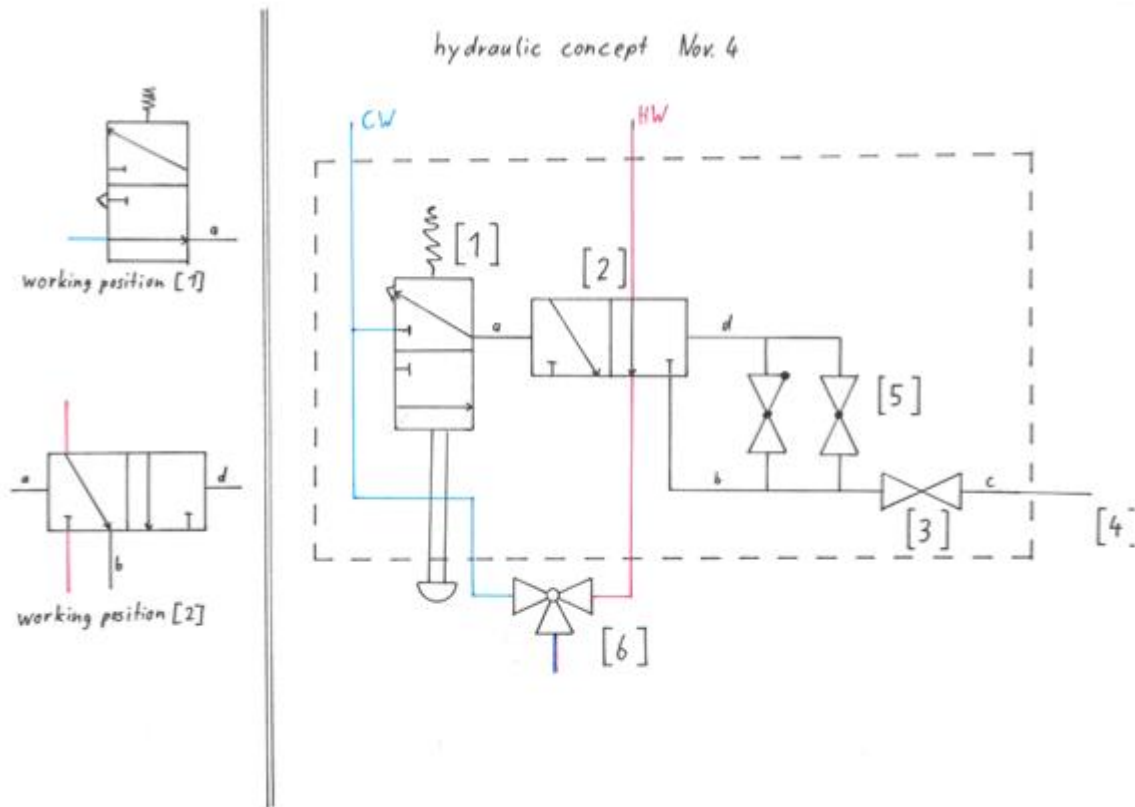 hydraulic concept Nov. 4
CW
HW
a
working position [1]
a
d
b
working position [2]
[1]
[2]
a
d
[5]
b
c
[3]
[4]
[6]